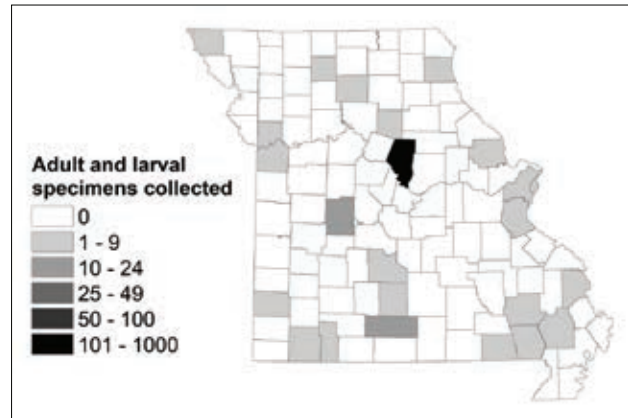 Adult and larval
specimens collected
0
1 - 9
10 - 24
25 - 49
50 - 100
101 - 1000